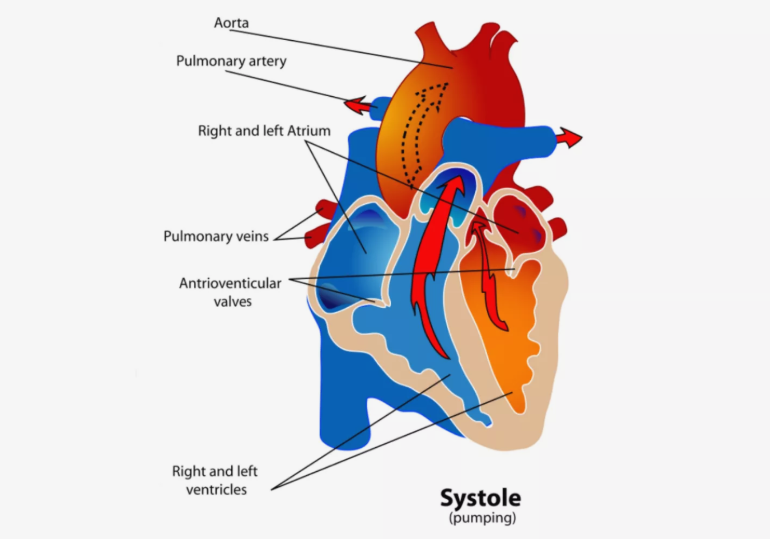 Aorta
Pulmonary artery
Right and left Atrium
Pulmonary veins
Antrioventicular
valves
Right and left
ventricles
Systole
(pumping)